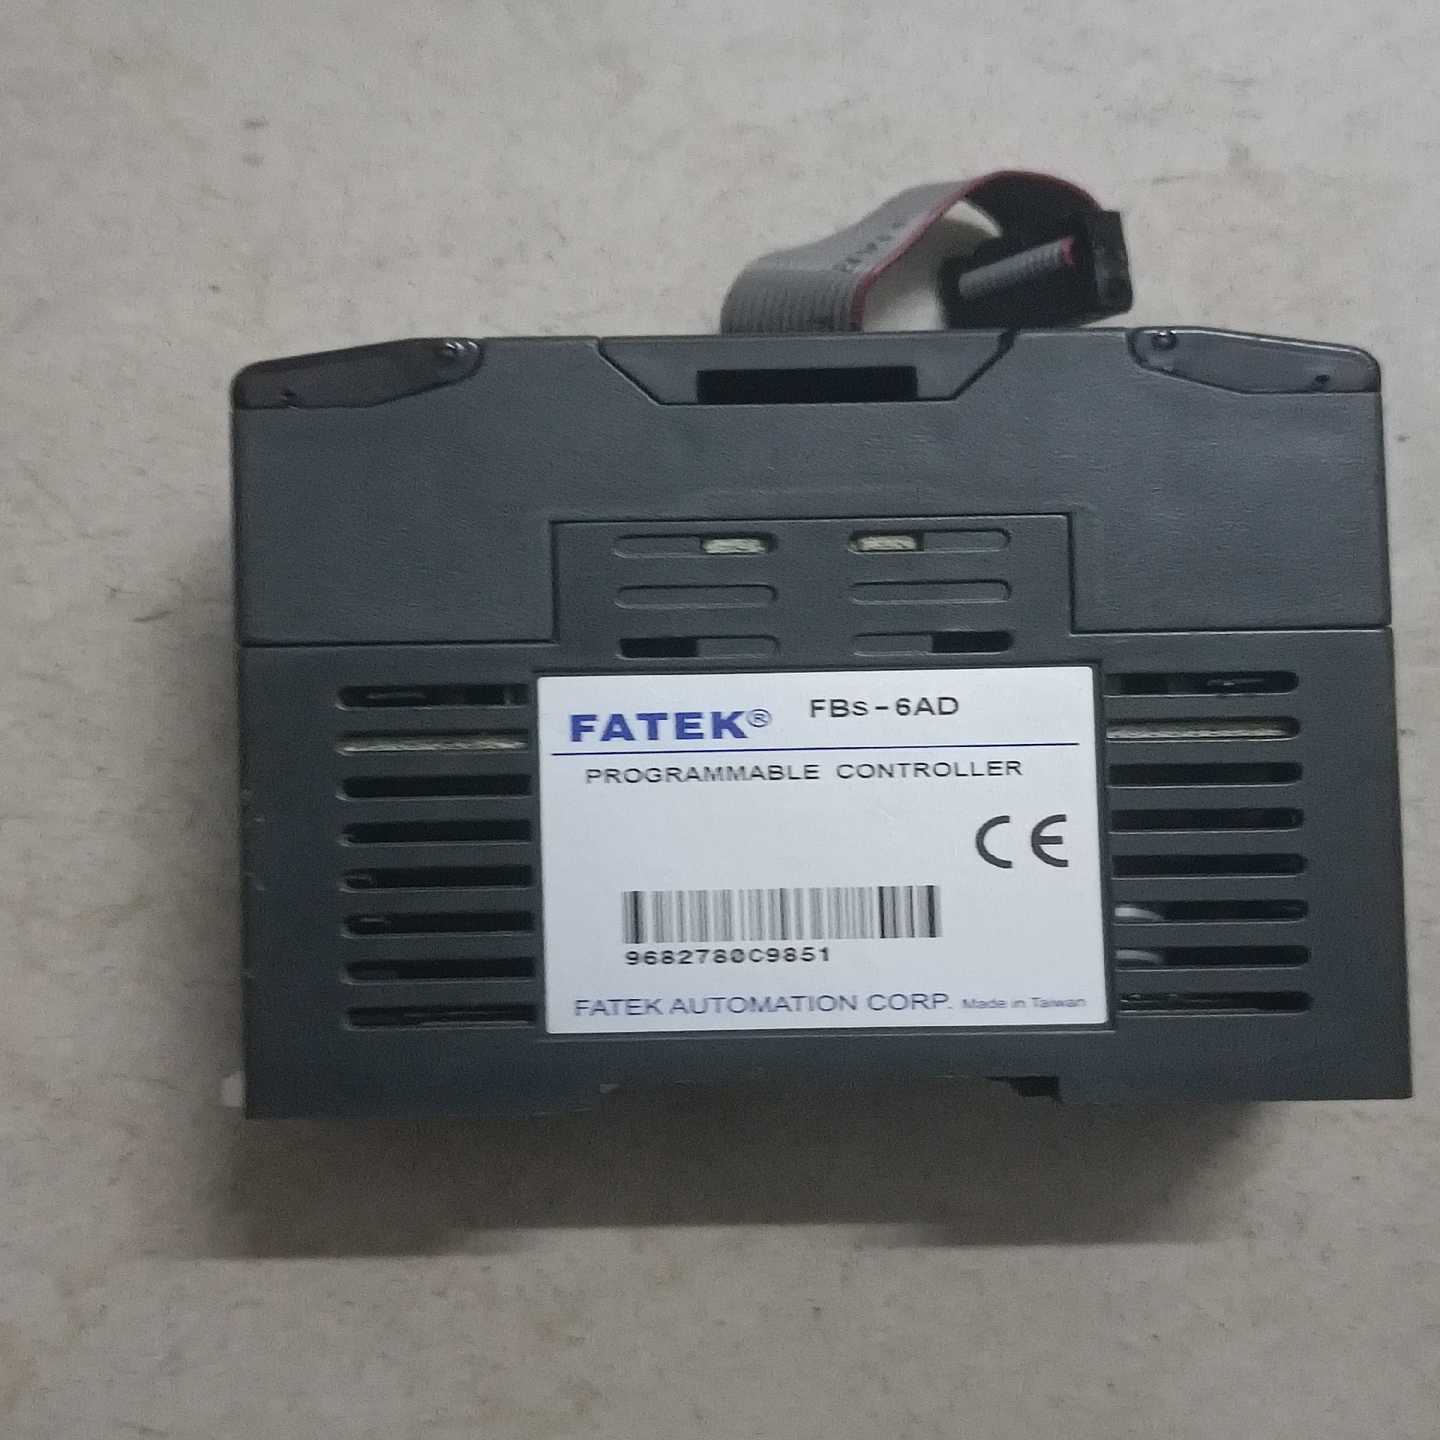 FATEK® FBs-6AD
PROGRAMMABLE CONTROLLER
CE
9682780C9851
FATEK AUTOMATION CORP. Made in Taiwan